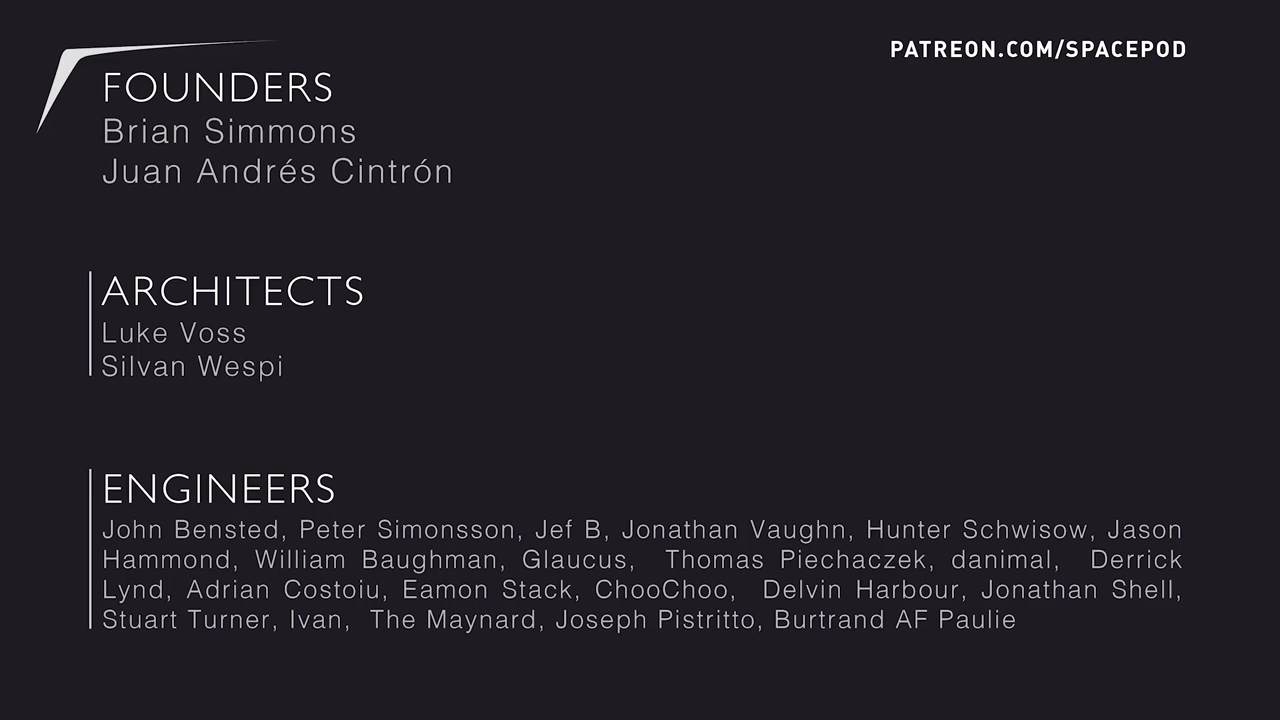 PATREON.COM/SPACEPOD
FOUNDERS
Brian Simmons
Juan Andrés Cintrón
ARCHITECTS
Luke Voss
Silvan Wespi
ENGINEERS
John Bensted, Peter Simonsson, Jef B, Jonathan Vaughn, Hunter Schwisow, Jason
Hammond, William Baughman, Glaucus, Thomas Piechaczek, danimal, Derrick
Lynd, Adrian Costoiu, Eamon Stack, ChooChoo, Delvin Harbour, Jonathan Shell,
Stuart Turner, Ivan, The Maynard, Joseph Pistritto, Burtrand AF Paulie